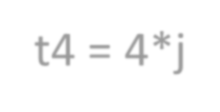 t4 = 4*j